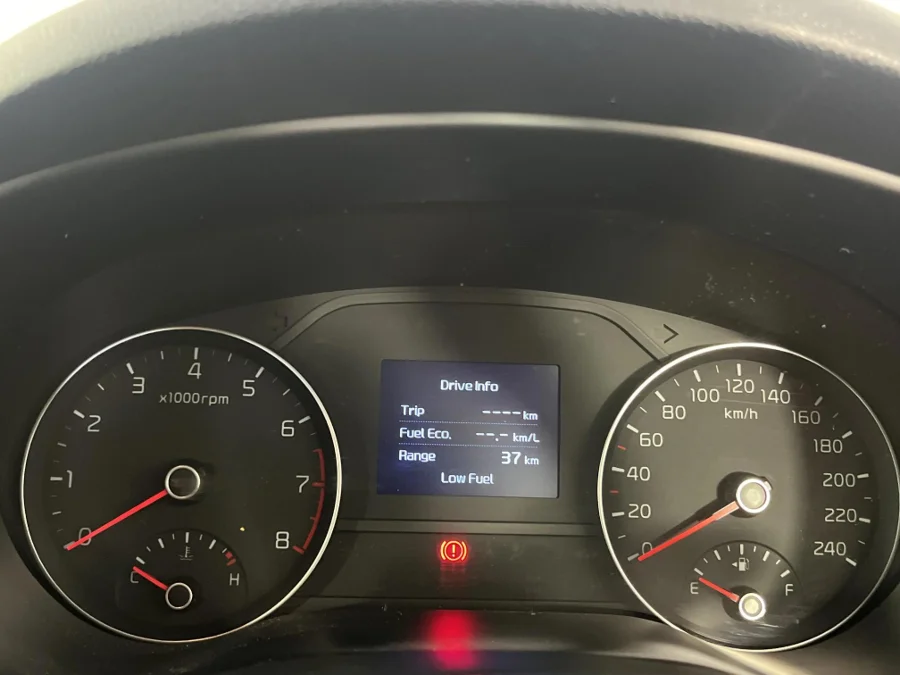 0
1
2
3
4
5
6
7
8
x1000rpm
C
H
Drive Info
Trip ---- km
Fuel Eco. --.- km/L
Range 37 km
Low Fuel
0
20
40
60
80
100
120
140
160
180
200
220
240
km/h
E
F